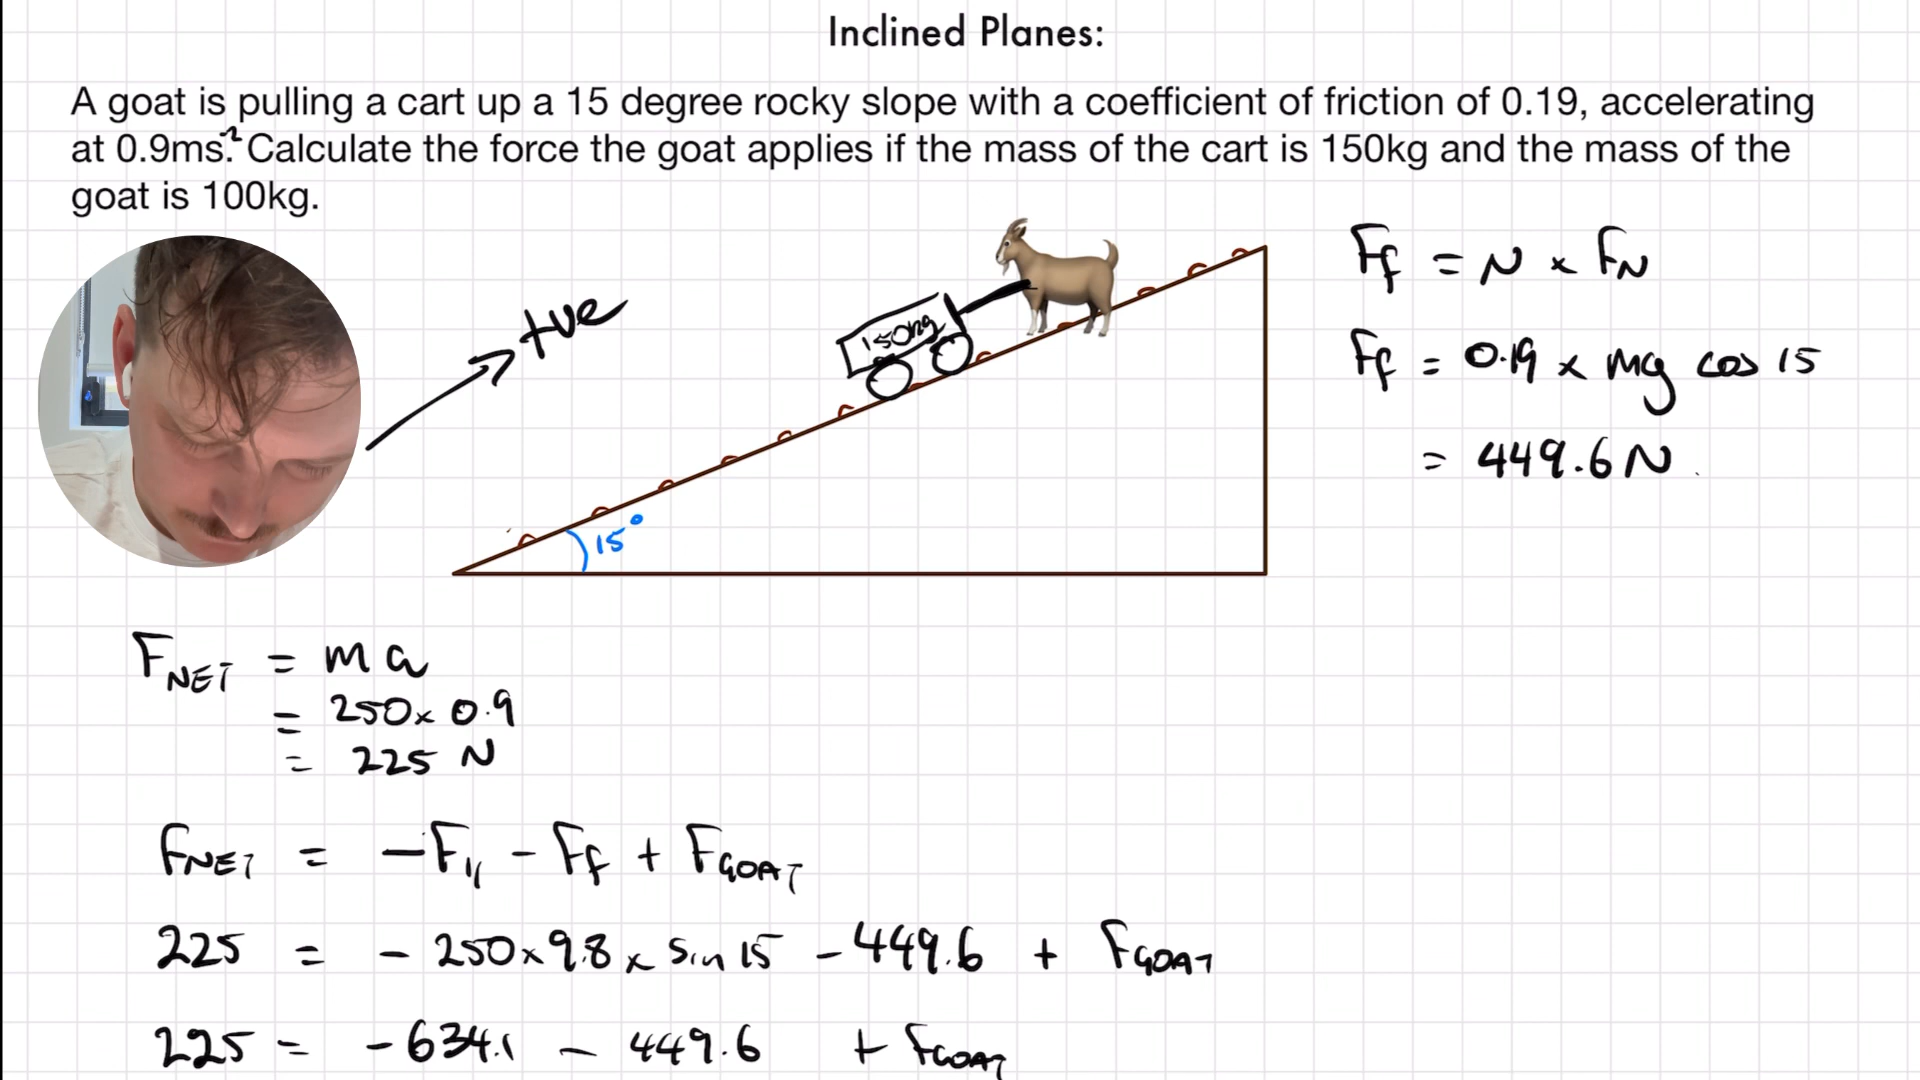 Inclined Planes:
A goat is pulling a cart up a 15 degree rocky slope with a coefficient of friction of 0.19, accelerating
at 0.9ms.⁻² Calculate the force the goat applies if the mass of the cart is 150kg and the mass of the
goat is 100kg.
+ve
150kg
15°
Ff = N × FN
Ff = 0.19 × mg cos 15
= 449.6 N
FNET = ma
= 250 × 0.9
= 225 N
FNET = -F∥ - Ff + FGOAT
225 = - 250 × 9.8 × Sin 15 - 449.6 + FGOAT
225 = - 634.1 - 449.6 + FGOAT